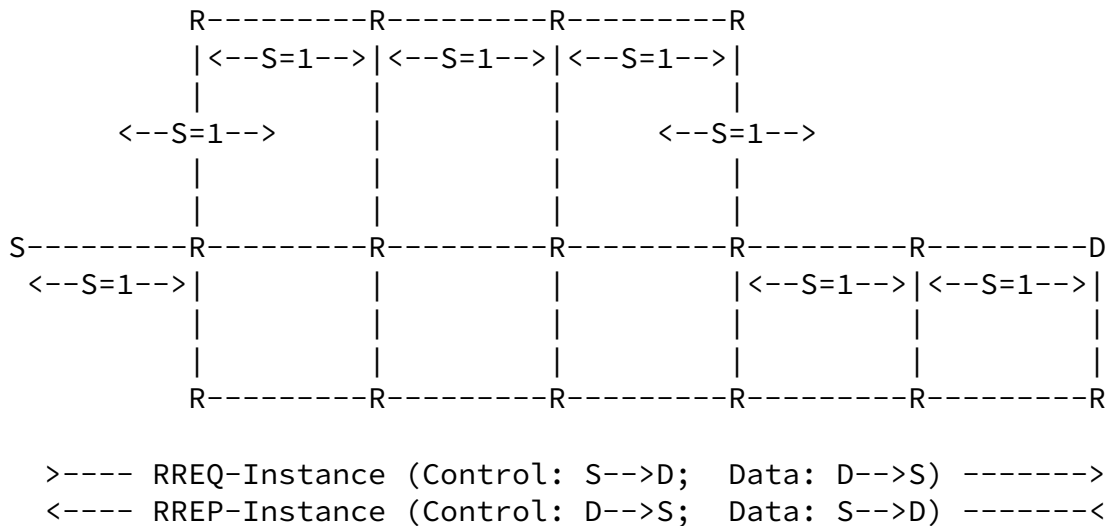 R---------R---------R---------R
|<--S=1-->|<--S=1-->|<--S=1-->|
| | | |
<--S=1--> | | <--S=1-->
| | | |
| | | |
S---------R---------R---------R---------R---------R---------D
<--S=1-->| | | |<--S=1-->|<--S=1-->|
| | | | | |
| | | | | |
R---------R---------R---------R---------R---------R
>---- RREQ-Instance (Control: S-->D; Data: D-->S) ------->
<---- RREP-Instance (Control: D-->S; Data: S-->D) -------<